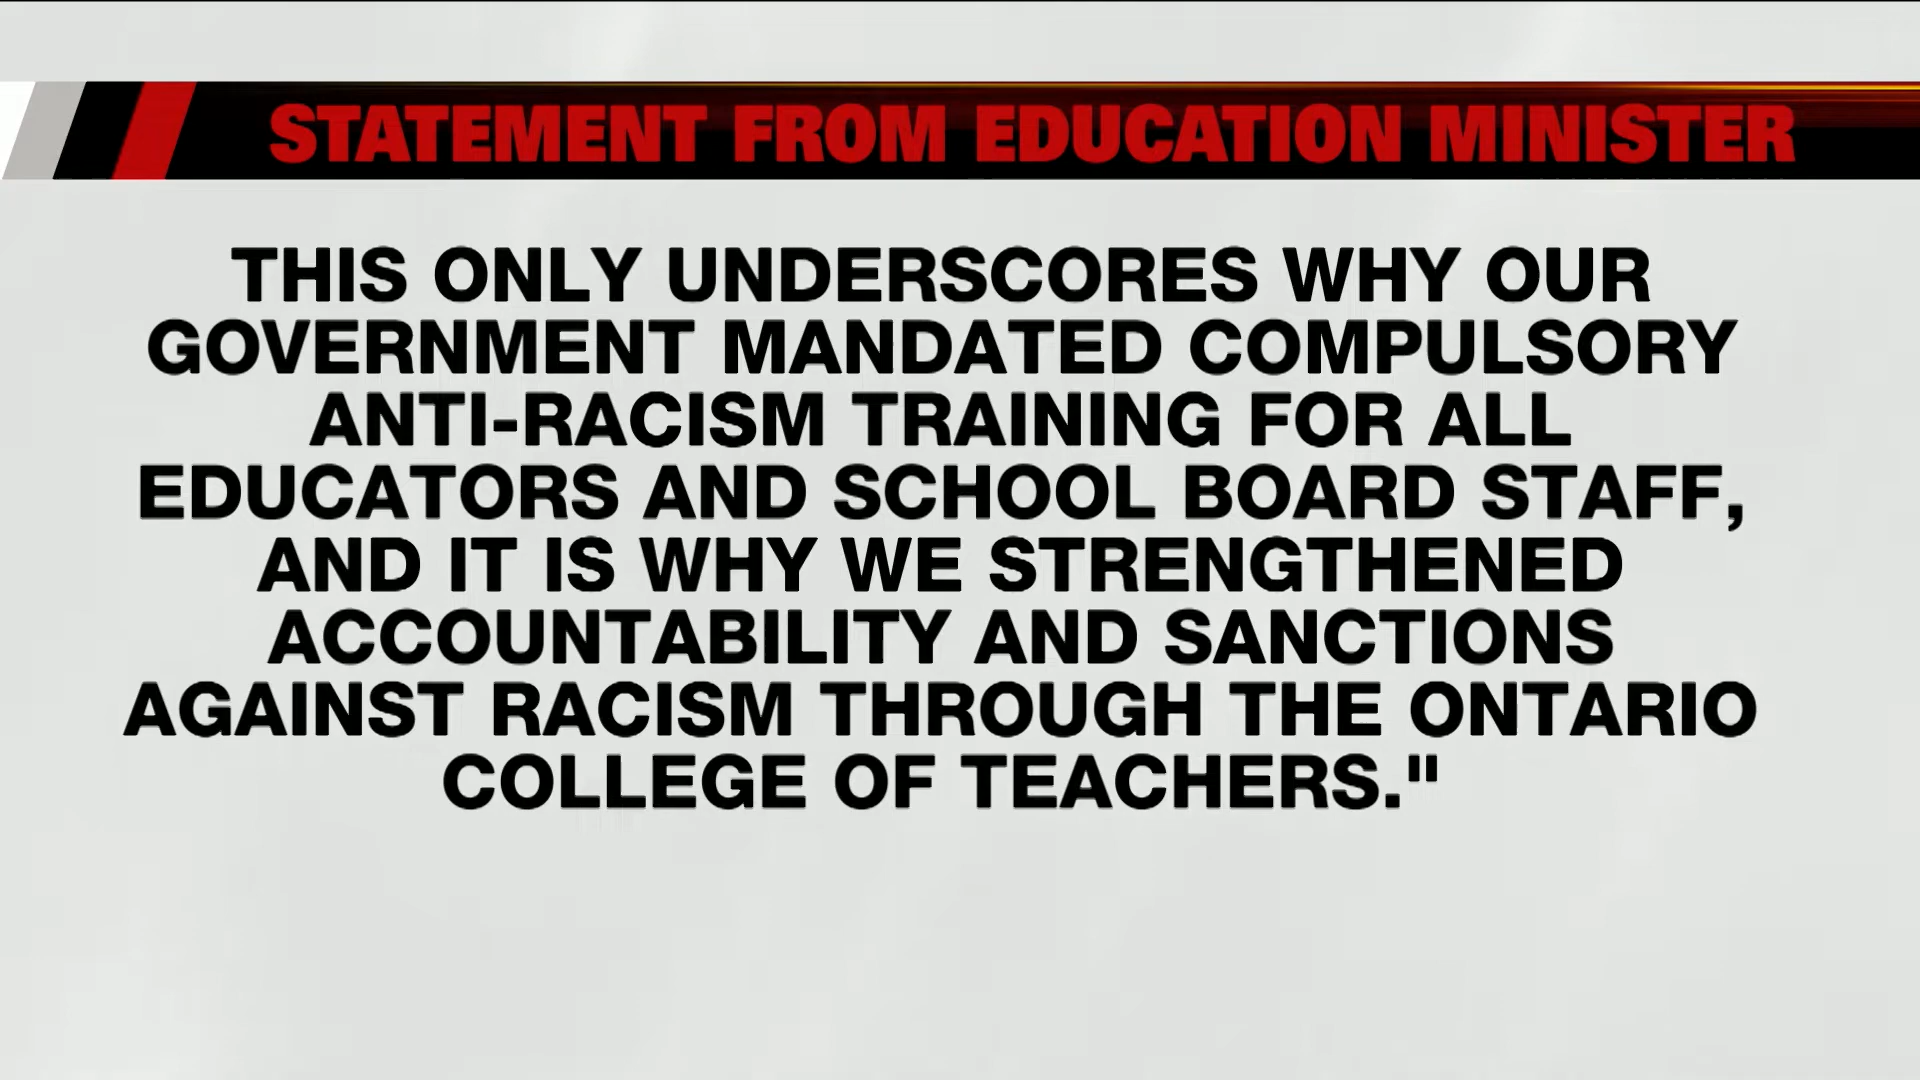 STATEMENT FROM EDUCATION MINISTER
THIS ONLY UNDERSCORES WHY OUR
GOVERNMENT MANDATED COMPULSORY
ANTI-RACISM TRAINING FOR ALL
EDUCATORS AND SCHOOL BOARD STAFF,
AND IT IS WHY WE STRENGTHENED
ACCOUNTABILITY AND SANCTIONS
AGAINST RACISM THROUGH THE ONTARIO
COLLEGE OF TEACHERS."